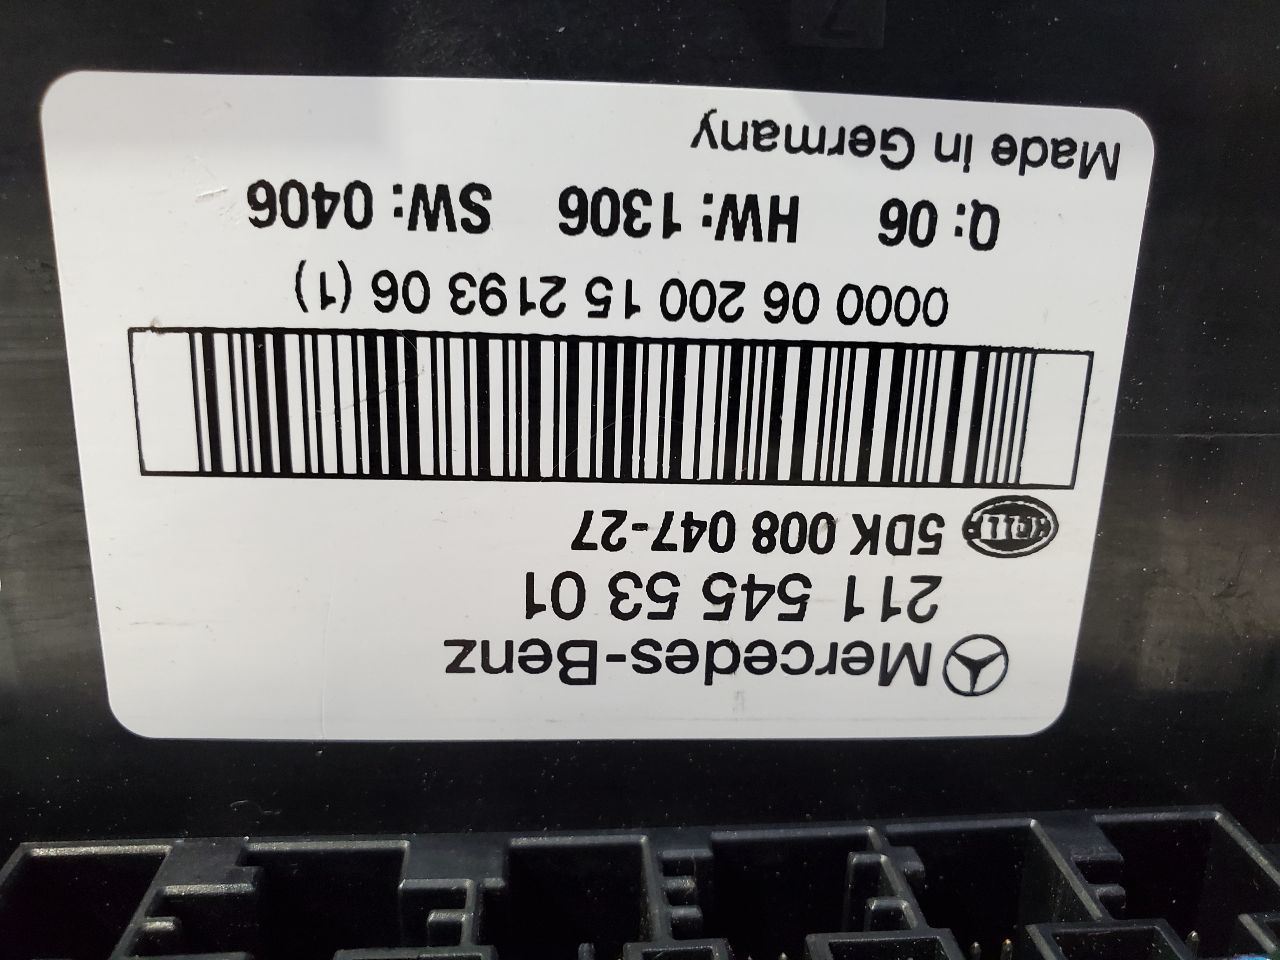 Mercedes-Benz
211 545 53 01
HELLA 5DK 008 047-27
0000 06 200 15 2193 06 (1)
Q: 06 HW: 1306 SW: 0406
Made in Germany